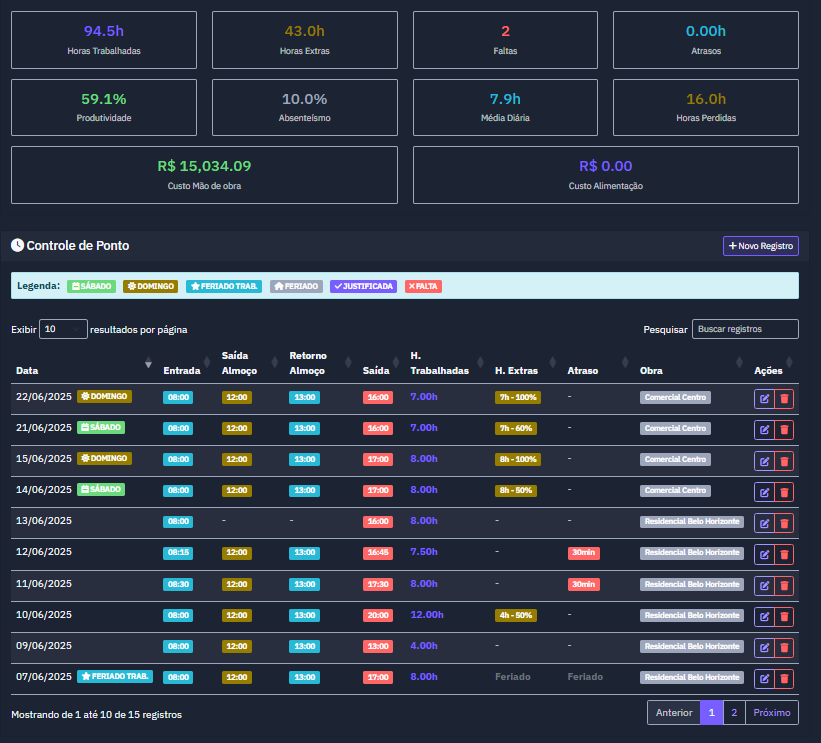 94.5h 43.0h 2 0.00h
Horas Trabalhadas Horas Extras Faltas Atrasos
59.1% 10.0% 7.9h 16.0h
Produtividade Absenteísmo Média Diária Horas Perdidas
R$ 15,034.09 R$ 0.00
Custo Mão de obra Custo Alimentação
Controle de Ponto + Novo Registro
Legenda: SÁBADO DOMINGO FERIADO TRAB. FERIADO JUSTIFICADA FALTA
Exibir 10 resultados por página Pesquisar Buscar registros
Data Entrada Saída Almoço Retorno Almoço Saída H. Trabalhadas H. Extras Atraso Obra Ações
22/06/2025 DOMINGO 08:00 12:00 13:00 16:00 7.00h 7h - 100% - Comercial Centro
21/06/2025 SÁBADO 08:00 12:00 13:00 16:00 7.00h 7h - 60% - Comercial Centro
15/06/2025 DOMINGO 08:00 12:00 13:00 17:00 8.00h 8h - 100% - Comercial Centro
14/06/2025 SÁBADO 08:00 12:00 13:00 17:00 8.00h 8h - 50% - Comercial Centro
13/06/2025 08:00 - - 16:00 8.00h - - Residencial Belo Horizonte
12/06/2025 08:15 12:00 13:00 16:45 7.50h - 30min Residencial Belo Horizonte
11/06/2025 08:30 12:00 13:00 17:30 8.00h - 30min Residencial Belo Horizonte
10/06/2025 08:00 12:00 13:00 20:00 12.00h 4h - 50% - Residencial Belo Horizonte
09/06/2025 08:00 12:00 13:00 13:00 4.00h - - Residencial Belo Horizonte
07/06/2025 FERIADO TRAB. 08:00 12:00 13:00 17:00 8.00h Feriado Feriado Residencial Belo Horizonte
Mostrando de 1 até 10 de 15 registros Anterior 1 2 Próximo